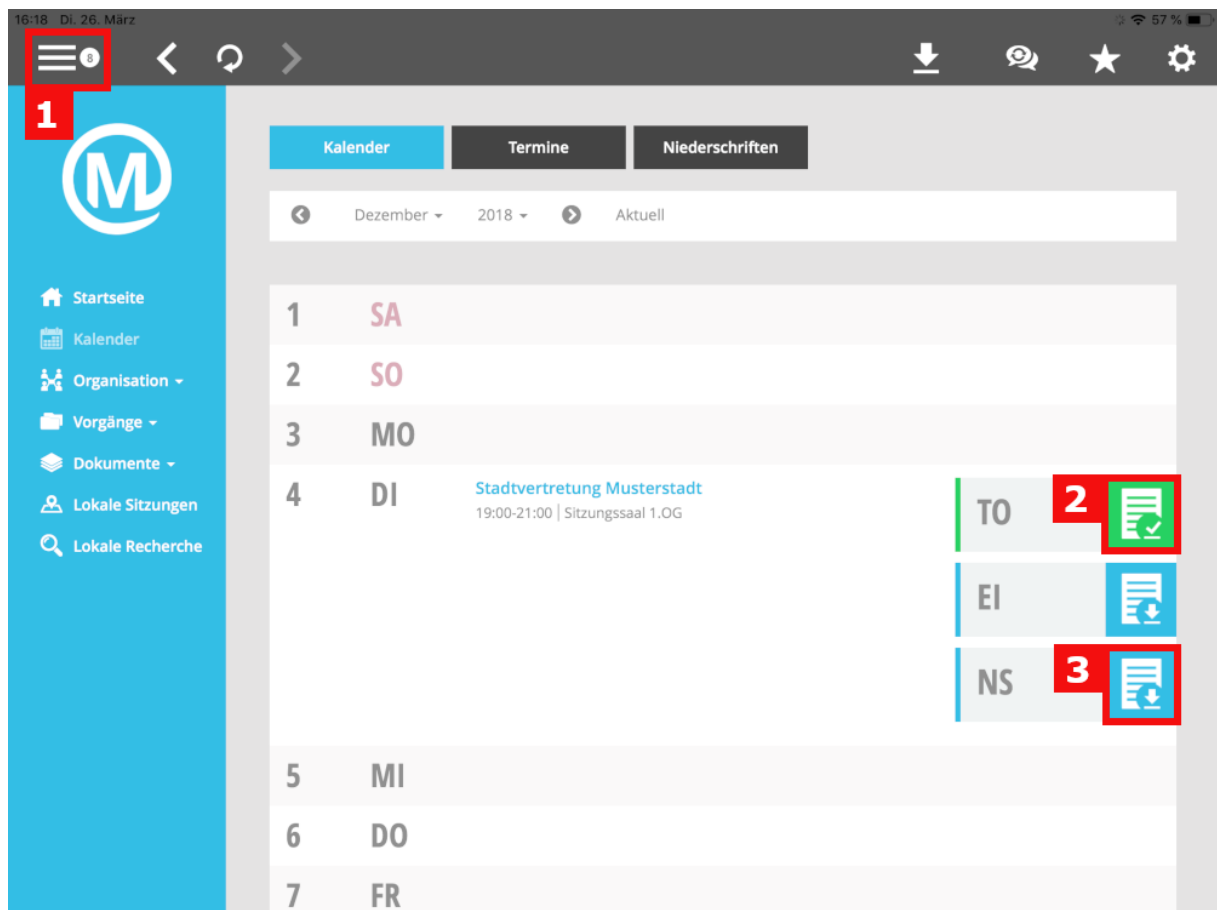 16:18 Di. 26. März 57 %
8
1
M
Kalender Termine Niederschriften
Dezember 2018 Aktuell
Startseite
Kalender
Organisation
Vorgänge
Dokumente
Lokale Sitzungen
Lokale Recherche
1 SA
2 SO
3 MO
4 DI Stadtvertretung Musterstadt
19:00-21:00 | Sitzungssaal 1.OG
TO 2
EI
NS 3
5 MI
6 DO
7 FR